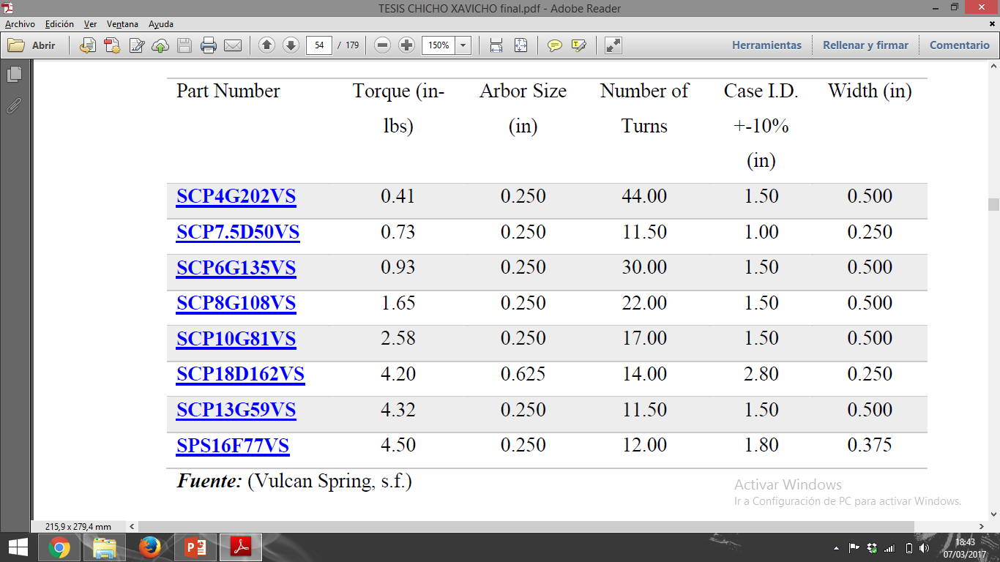 TESIS CHICHO XAVICHO final.pdf - Adobe Reader
Archivo Edición Ver Ventana Ayuda
Abrir 54 / 179 150% Herramientas Rellenar y firmar Comentario
Part Number Torque (in- Arbor Size Number of Case I.D. Width (in)
lbs) (in) Turns +-10%
(in)
SCP4G202VS 0.41 0.250 44.00 1.50 0.500
SCP7.5D50VS 0.73 0.250 11.50 1.00 0.250
SCP6G135VS 0.93 0.250 30.00 1.50 0.500
SCP8G108VS 1.65 0.250 22.00 1.50 0.500
SCP10G81VS 2.58 0.250 17.00 1.50 0.500
SCP18D162VS 4.20 0.625 14.00 2.80 0.250
SCP13G59VS 4.32 0.250 11.50 1.50 0.500
SPS16F77VS 4.50 0.250 12.00 1.80 0.375
Fuente: (Vulcan Spring, s.f.)
Activar Windows
Ir a Configuración de PC para activar Windows.
215,9 x 279,4 mm
18:43
07/03/2017